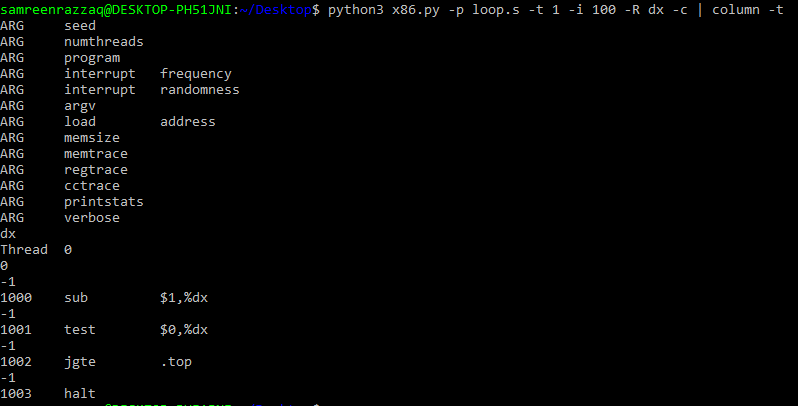 samreenrazzaq@DESKTOP-PH51JNI:~/Desktop$ python3 x86.py -p loop.s -t 1 -i 100 -R dx -c | column -t
ARG seed
ARG numthreads
ARG program
ARG interrupt frequency
ARG interrupt randomness
ARG argv
ARG load address
ARG memsize
ARG memtrace
ARG regtrace
ARG cctrace
ARG printstats
ARG verbose
dx
Thread 0
0
-1
1000 sub $1,%dx
-1
1001 test $0,%dx
-1
1002 jgte .top
-1
1003 halt